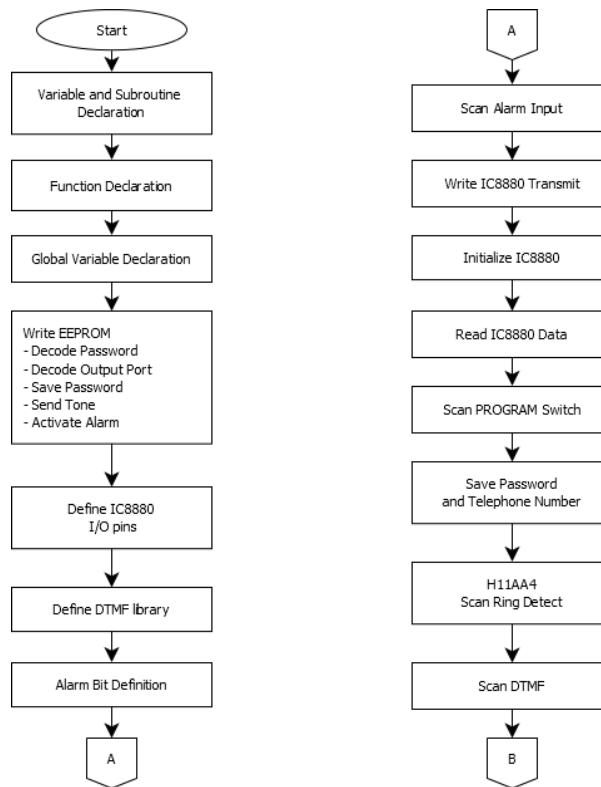 Start
Variable and Subroutine
Declaration
Function Declaration
Global Variable Declaration
Write EEPROM
- Decode Password
- Decode Output Port
- Save Password
- Send Tone
- Activate Alarm
Define IC8880
I/O pins
Define DTMF library
Alarm Bit Definition
A
A
Scan Alarm Input
Write IC8880 Transmit
Initialize IC8880
Read IC8880 Data
Scan PROGRAM Switch
Save Password
and Telephone Number
H11AA4
Scan Ring Detect
Scan DTMF
B